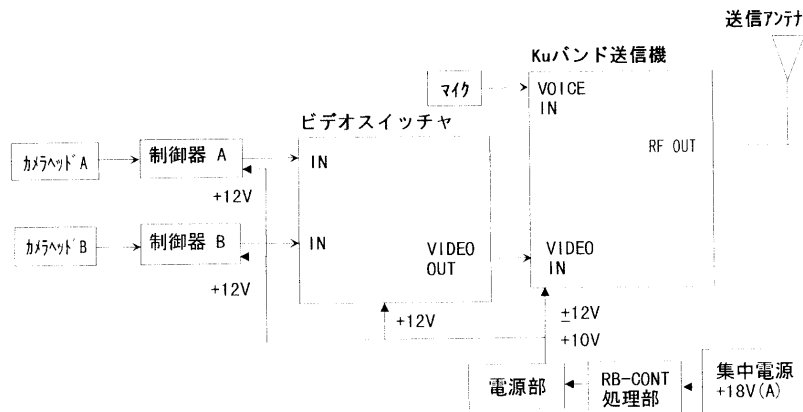 送信アンテナ
Kuバンド送信機
マイク
VOICE
IN
RF OUT
ビデオスイッチャ
カメラヘッドA
制御器 A
IN
+12V
カメラヘッドB
制御器 B
IN
VIDEO
OUT
VIDEO
IN
+12V
+12V
±12V
+10V
電源部
RB-CONT
処理部
集中電源
+18V(A)